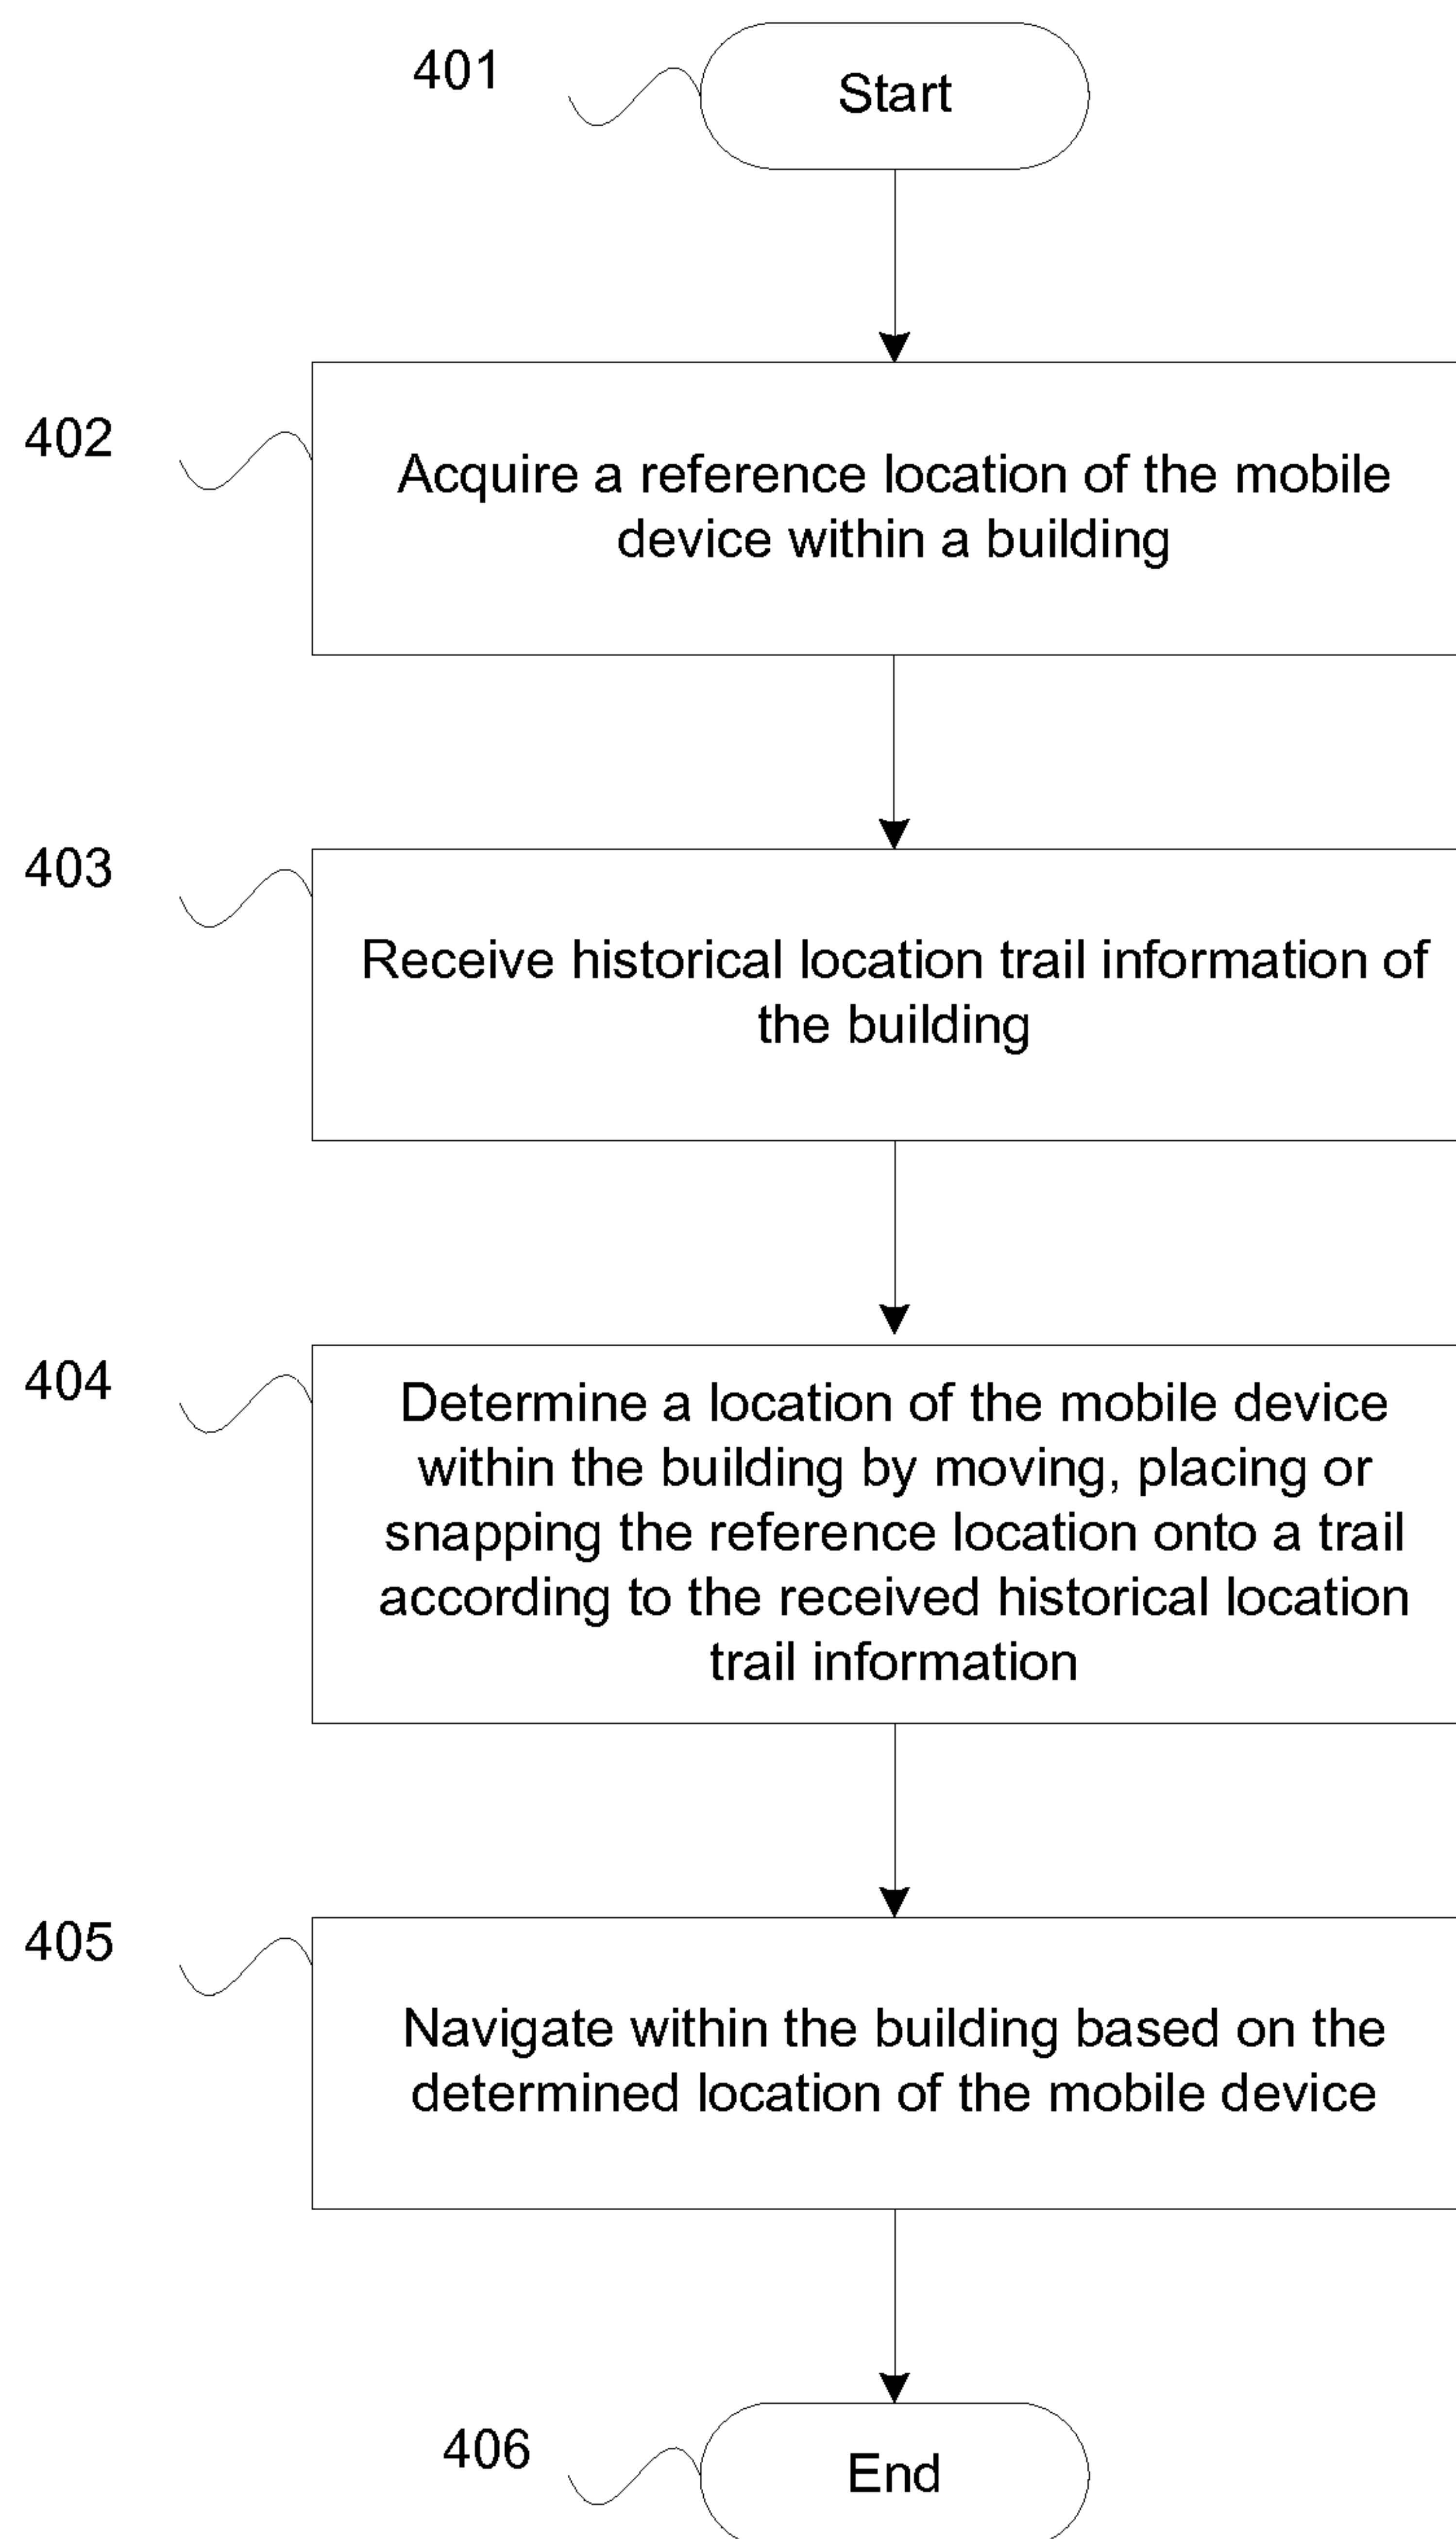 401
Start
402
Acquire a reference location of the mobile
device within a building
403
Receive historical location trail information of
the building
404
Determine a location of the mobile device
within the building by moving, placing or
snapping the reference location onto a trail
according to the received historical location
trail information
405
Navigate within the building based on the
determined location of the mobile device
406
End